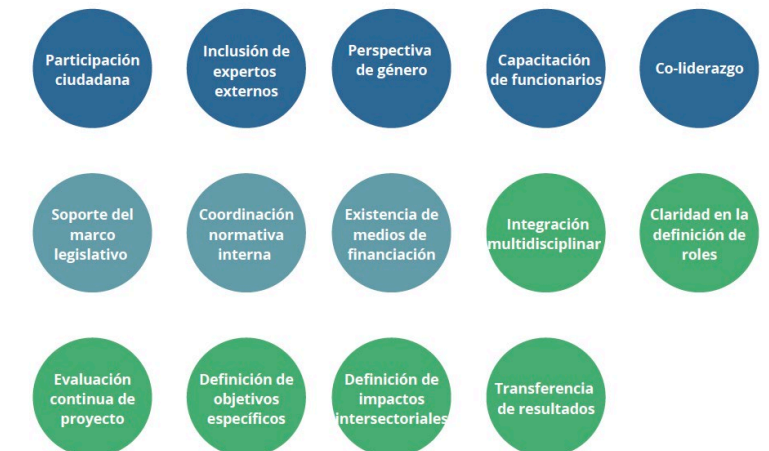 Participación
ciudadana
Inclusión de
expertos
externos
Perspectiva
de género
Capacitación
de funcionarios
Co-liderazgo
Soporte del
marco
legislativo
Coordinación
normativa
interna
Existencia de
medios de
financiación
Integración
multidisciplinar
Claridad en la
definición de
roles
Evaluación
continua de
proyecto
Definición de
objetivos
específicos
Definición de
impactos
intersectoriales
Transferencia
de resultados